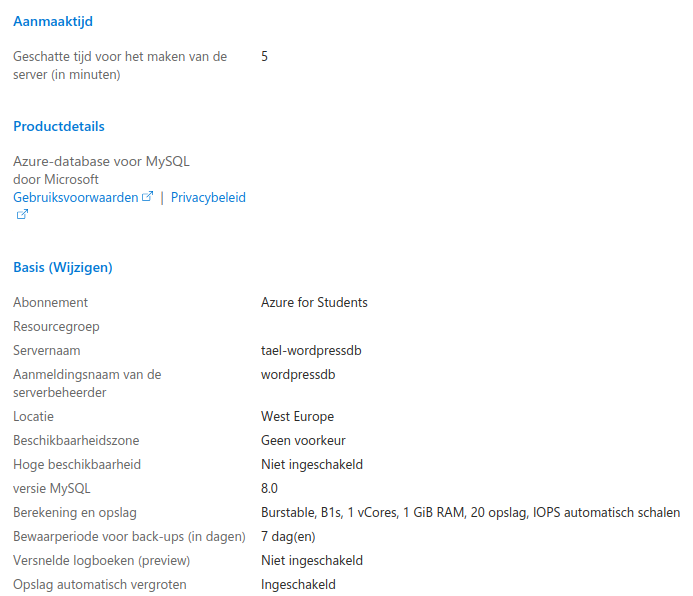 Aanmaaktijd
Geschatte tijd voor het maken van de 5
server (in minuten)
Productdetails
Azure-database voor MySQL
door Microsoft
Gebruiksvoorwaarden | Privacybeleid
Basis (Wijzigen)
Abonnement Azure for Students
Resourcegroep
Servernaam tael-wordpressdb
Aanmeldingsnaam van de wordpressdb
serverbeheerder
Locatie West Europe
Beschikbaarheidszone Geen voorkeur
Hoge beschikbaarheid Niet ingeschakeld
versie MySQL 8.0
Berekening en opslag Burstable, B1s, 1 vCores, 1 GiB RAM, 20 opslag, IOPS automatisch schalen
Bewaarperiode voor back-ups (in dagen) 7 dag(en)
Versnelde logboeken (preview) Niet ingeschakeld
Opslag automatisch vergroten Ingeschakeld